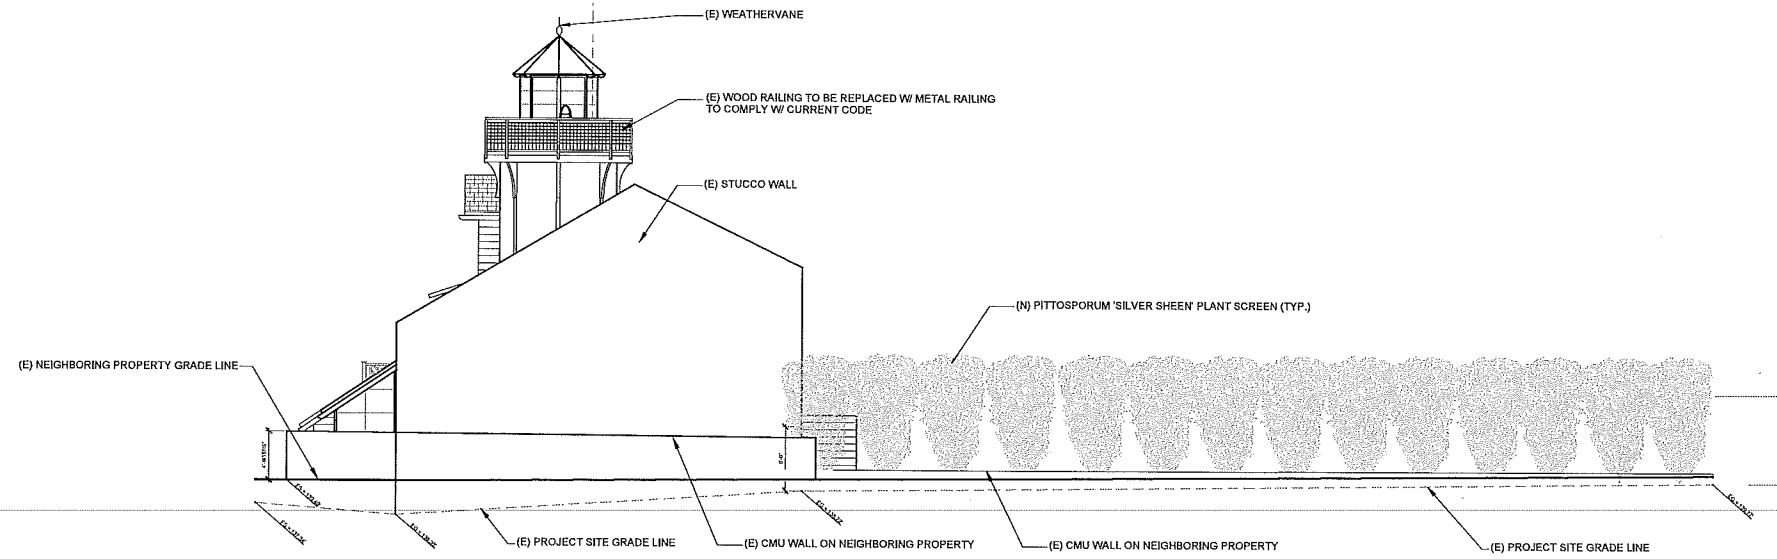 (E) WEATHERVANE
(E) WOOD RAILING TO BE REPLACED W/ METAL RAILING
TO COMPLY W/ CURRENT CODE
(E) STUCCO WALL
(N) PITTOSPORUM 'SILVER SHEEN' PLANT SCREEN (TYP.)
(E) NEIGHBORING PROPERTY GRADE LINE
(E) PROJECT SITE GRADE LINE
(E) CMU WALL ON NEIGHBORING PROPERTY
(E) CMU WALL ON NEIGHBORING PROPERTY
(E) PROJECT SITE GRADE LINE